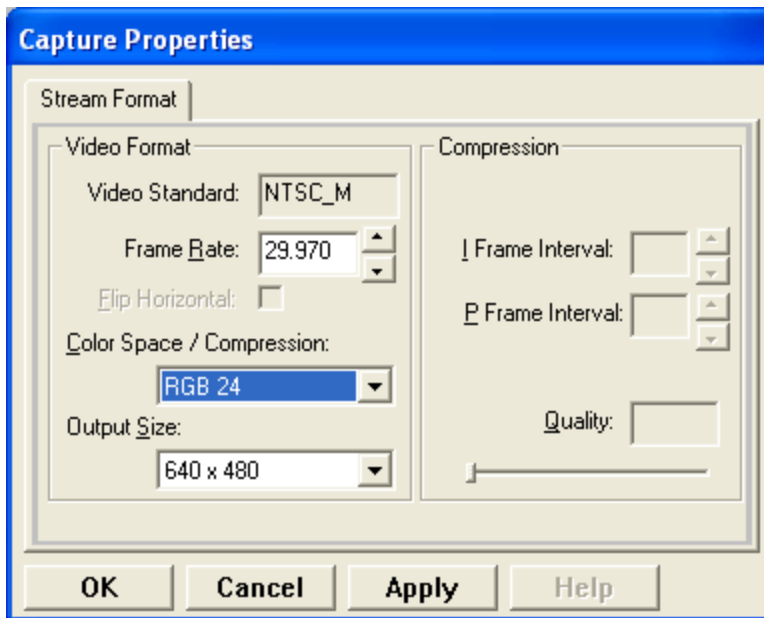 Capture Properties
Stream Format
Video Format
Video Standard: NTSC_M
Frame Rate: 29.970
Flip Horizontal:
Color Space / Compression:
RGB 24
Output Size:
640 x 480
Compression
I Frame Interval:
P Frame Interval:
Quality:
OK Cancel Apply Help